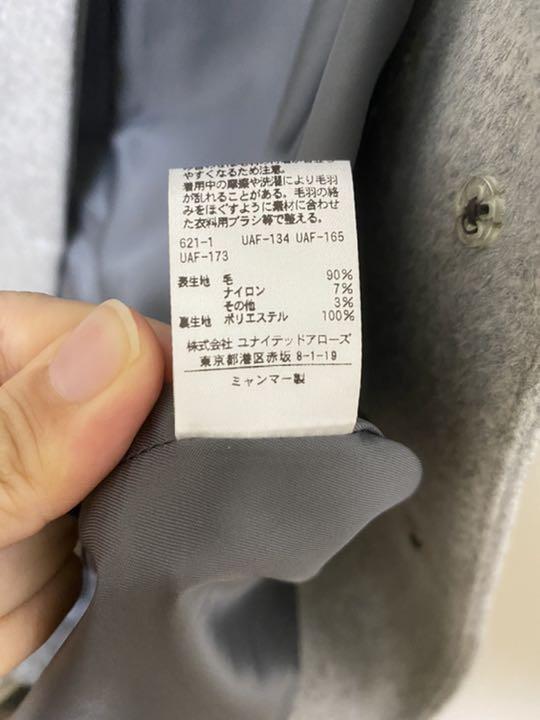 やすくなるため注意。
着用中の摩擦や洗濯により毛羽
が乱れることがある。毛羽の絡
みをほぐすように素材に合わせ
た衣料用ブラシ等で整える。
621-1 UAF-134 UAF-165
UAF-173
表生地 毛 90%
ナイロン 7%
その他 3%
裏生地 ポリエステル 100%
株式会社 ユナイテッドアローズ
東京都港区赤坂 8-1-19
ミャンマー製